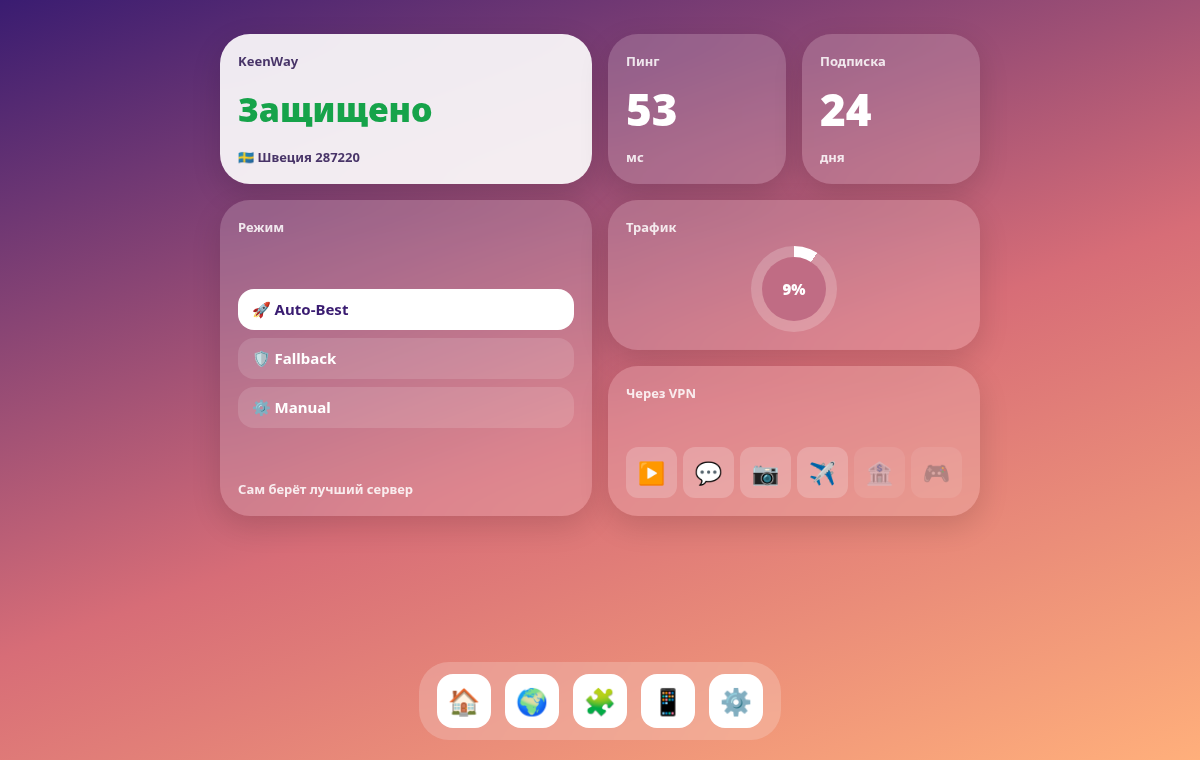 KeenWay
Защищено
🇸🇪 Швеция 287220
Пинг
53
мс
Подписка
24
дня
Режим
🚀 Auto-Best
🛡️ Fallback
⚙️ Manual
Сам берёт лучший сервер
Трафик
9%
Через VPN